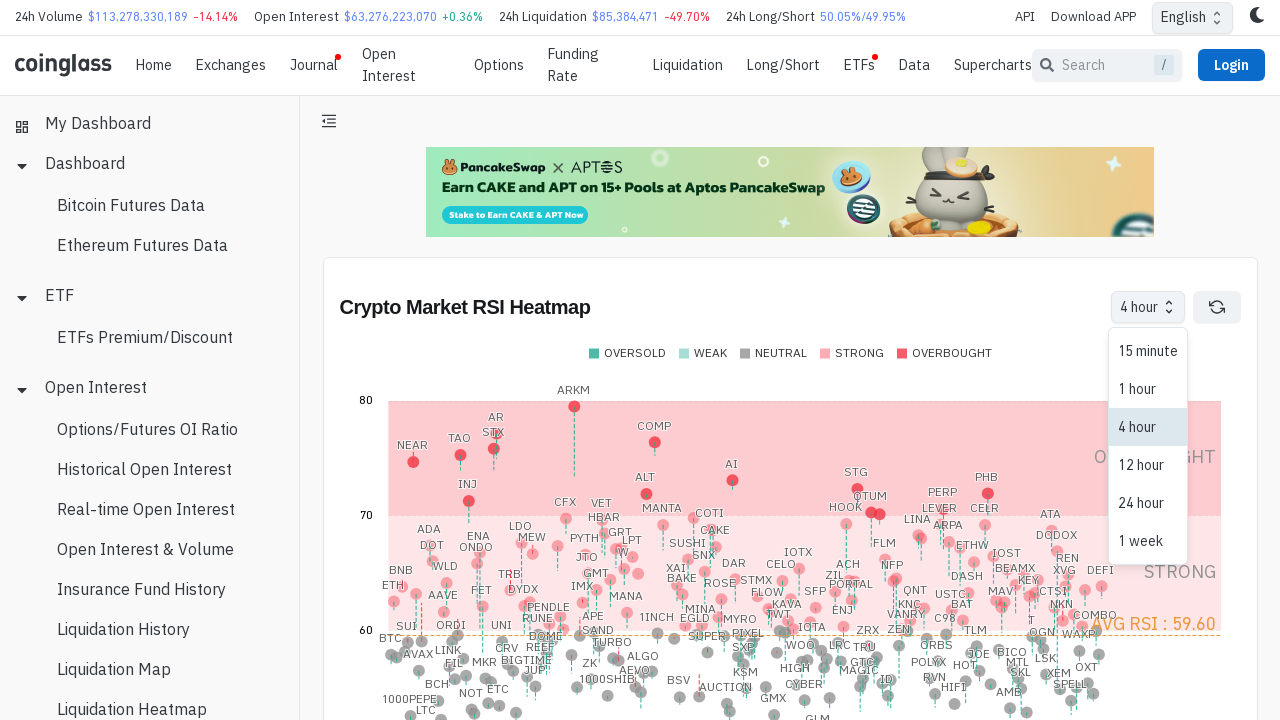 24h Volume $113,278,330,189 -14.14% Open Interest $63,276,223,070 +0.36% 24h Liquidation $85,384,471 -49.70% 24h Long/Short 50.05%/49.95% API Download APP English
coinglass Home Exchanges Journal Open Interest Options Funding Rate Liquidation Long/Short ETFs Data Supercharts Search / Login
My Dashboard
Dashboard
Bitcoin Futures Data
Ethereum Futures Data
ETF
ETFs Premium/Discount
Open Interest
Options/Futures OI Ratio
Historical Open Interest
Real-time Open Interest
Open Interest & Volume
Insurance Fund History
Liquidation History
Liquidation Map
Liquidation Heatmap
PancakeSwap X APTOS
Earn CAKE and APT on 15+ Pools at Aptos PancakeSwap
Stake to Earn CAKE & APT Now
Crypto Market RSI Heatmap
4 hour
15 minute
1 hour
4 hour
12 hour
24 hour
1 week
OVERSOLD WEAK NEUTRAL STRONG OVERBOUGHT
80
70
60
STRONG
AVG RSI : 59.60
ARKM
AR
STX
NEAR
TAO
COMP
INJ
ALT
AI
STG
QTUM
PHB
PERP
LEVER
CELR
HOOK
LINA
ARPA
ATA
DODOX
CFX
VET
HBAR
MANTA
COTI
CAKE
GRT
LPT
ADA
DOT
LDO
MEW
ENA
ONDO
PYTH
SUSHI
SNX
IOTX
FLM
ETHW
IOST
REN
BNB
WLD
TRB
JTO
GMT
XAI
BAKE
DAR
CELO
ACH
NFP
DASH
BEAMX
XVG
DEFI
ETH
AAVE
FET
DYDX
IMX
MANA
ROSE
STMX
FLOW
SFP
ZIL
PORTAL
QNT
USTC
MAV
KEY
CTSI
SUI
ORDI
UNI
PENDLE
RUNE
APE
SAND
1INCH
MINA
EGLD
MYRO
KAVA
TWT
IOTA
ENJ
KNC
VANRY
BAT
C98
T
NKN
COMBO
BTC
AVAX
LINK
FIL
CRV
BOME
REEF
TURBO
SUPER
PIXEL
SXP
WOO
LRC
ZRX
TRU
ZEN
ORBS
TLM
OGN
WAXP
MKR
BIGTIME
JUP
ZK
ALGO
AEVO
KSM
HIGH
GTC
MAGIC
POLYX
HOT
JOE
BICO
MTL
SKL
LSK
XEM
OXT
BCH
NOT
ETC
1000SHIB
BSV
AUCTION
GMX
CYBER
ID
RVN
HIFI
AMB
SPELL
1000PEPE
LTC
GLM